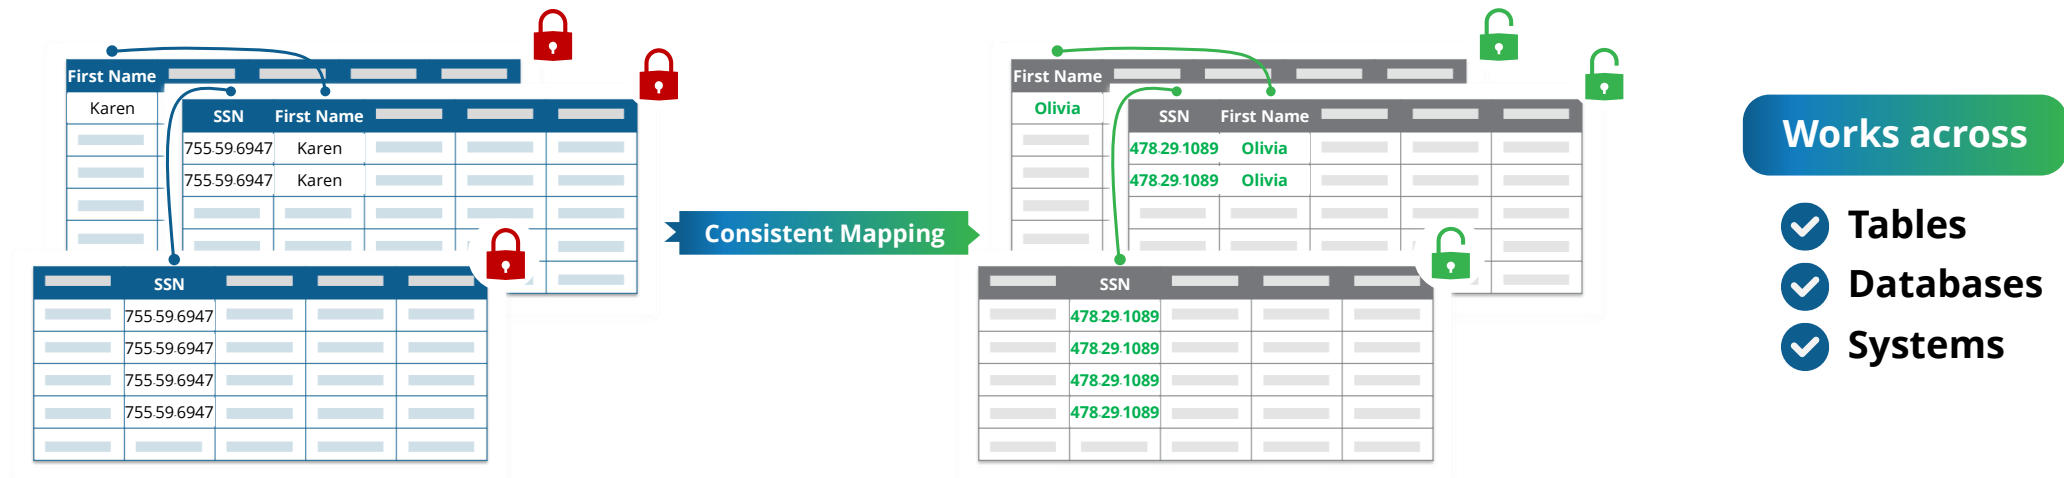 First Name
Karen
SSN First Name
755-59-6947 Karen
755-59-6947 Karen
SSN
755-59-6947
755-59-6947
755-59-6947
755-59-6947
Consistent Mapping
First Name
Olivia
SSN First Name
478-29-1089 Olivia
478-29-1089 Olivia
SSN
478-29-1089
478-29-1089
478-29-1089
478-29-1089
Works across
Tables
Databases
Systems